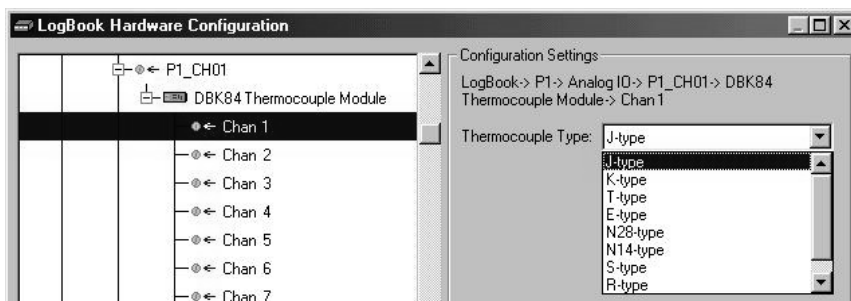 LogBook Hardware Configuration
P1_CH01
DBK84 Thermocouple Module
Chan 1
Chan 2
Chan 3
Chan 4
Chan 5
Chan 6
Chan 7
Configuration Settings
LogBook-> P1-> Analog IO-> P1_CH01-> DBK84
Thermocouple Module-> Chan 1
Thermocouple Type: J-type
J-type
K-type
T-type
E-type
N28-type
N14-type
S-type
R-type